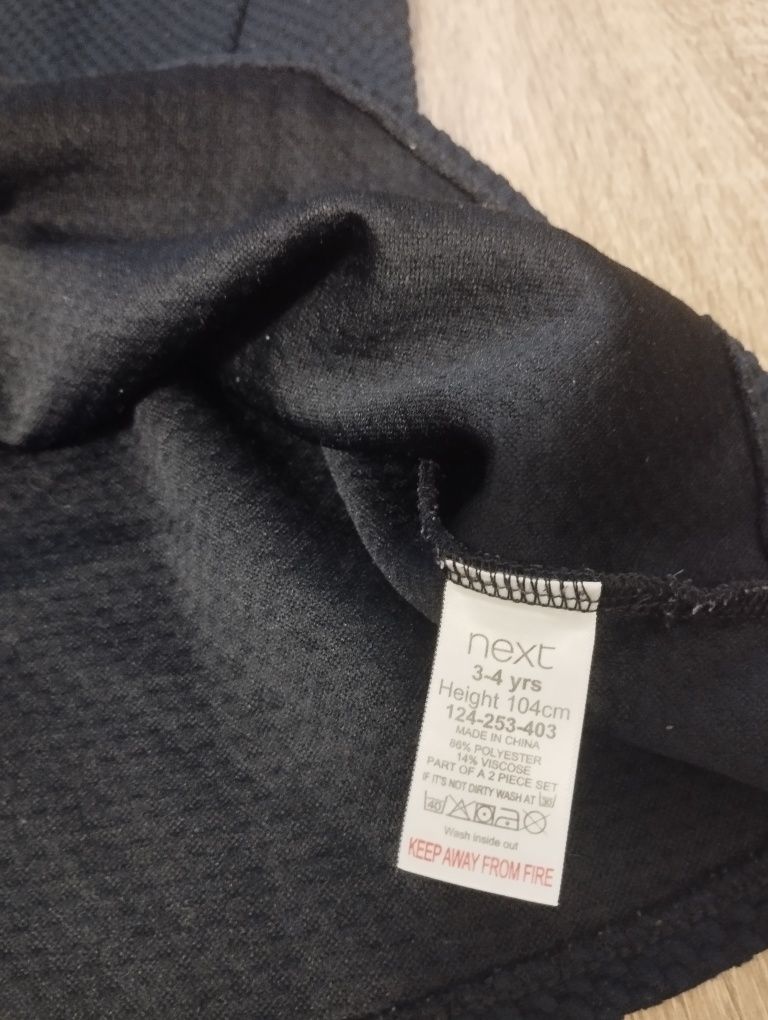 next
3-4 yrs
Height 104cm
124-253-403
MADE IN CHINA
86% POLYESTER
14% VISCOSE
PART OF A 2 PIECE SET
IF IT'S NOT DIRTY WASH AT 30
40
Wash inside out
KEEP AWAY FROM FIRE